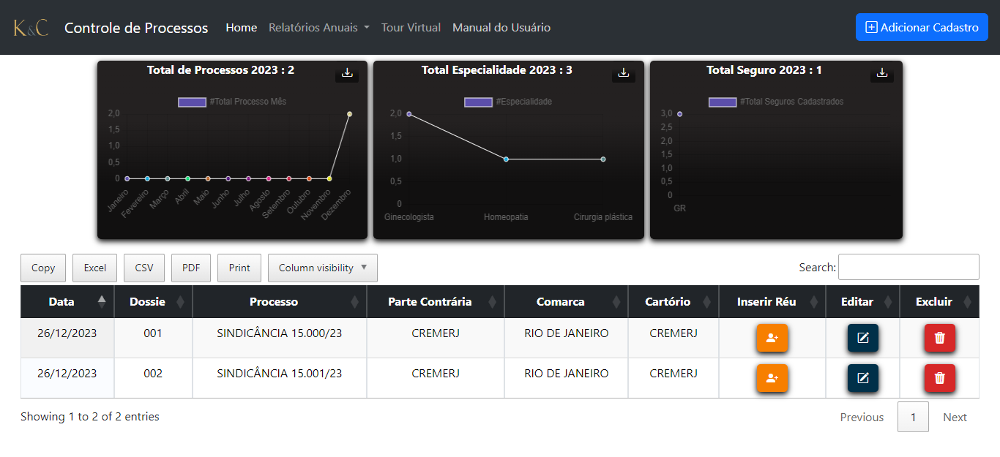 K&C Controle de Processos Home Relatórios Anuais Tour Virtual Manual do Usuário Adicionar Cadastro
Total de Processos 2023 : 2
#Total Processo Mês
2,0
1,5
1,0
0,5
0
Janeiro Fevereiro Março Abril Maio Junho Julho Agosto Setembro Outubro Novembro Dezembro
Total Especialidade 2023 : 3
#Especialidade
2,0
1,5
1,0
0,5
0
Ginecologista Homeopatia Cirurgia plástica
Total Seguro 2023 : 1
#Total Seguros Cadastrados
3,0
2,5
2,0
1,5
1,0
0,5
0
GR
Copy Excel CSV PDF Print Column visibility Search:
Data Dossie Processo Parte Contrária Comarca Cartório Inserir Réu Editar Excluir
26/12/2023 001 SINDICÂNCIA 15.000/23 CREMERJ RIO DE JANEIRO CREMERJ
26/12/2023 002 SINDICÂNCIA 15.001/23 CREMERJ RIO DE JANEIRO CREMERJ
Showing 1 to 2 of 2 entries Previous 1 Next